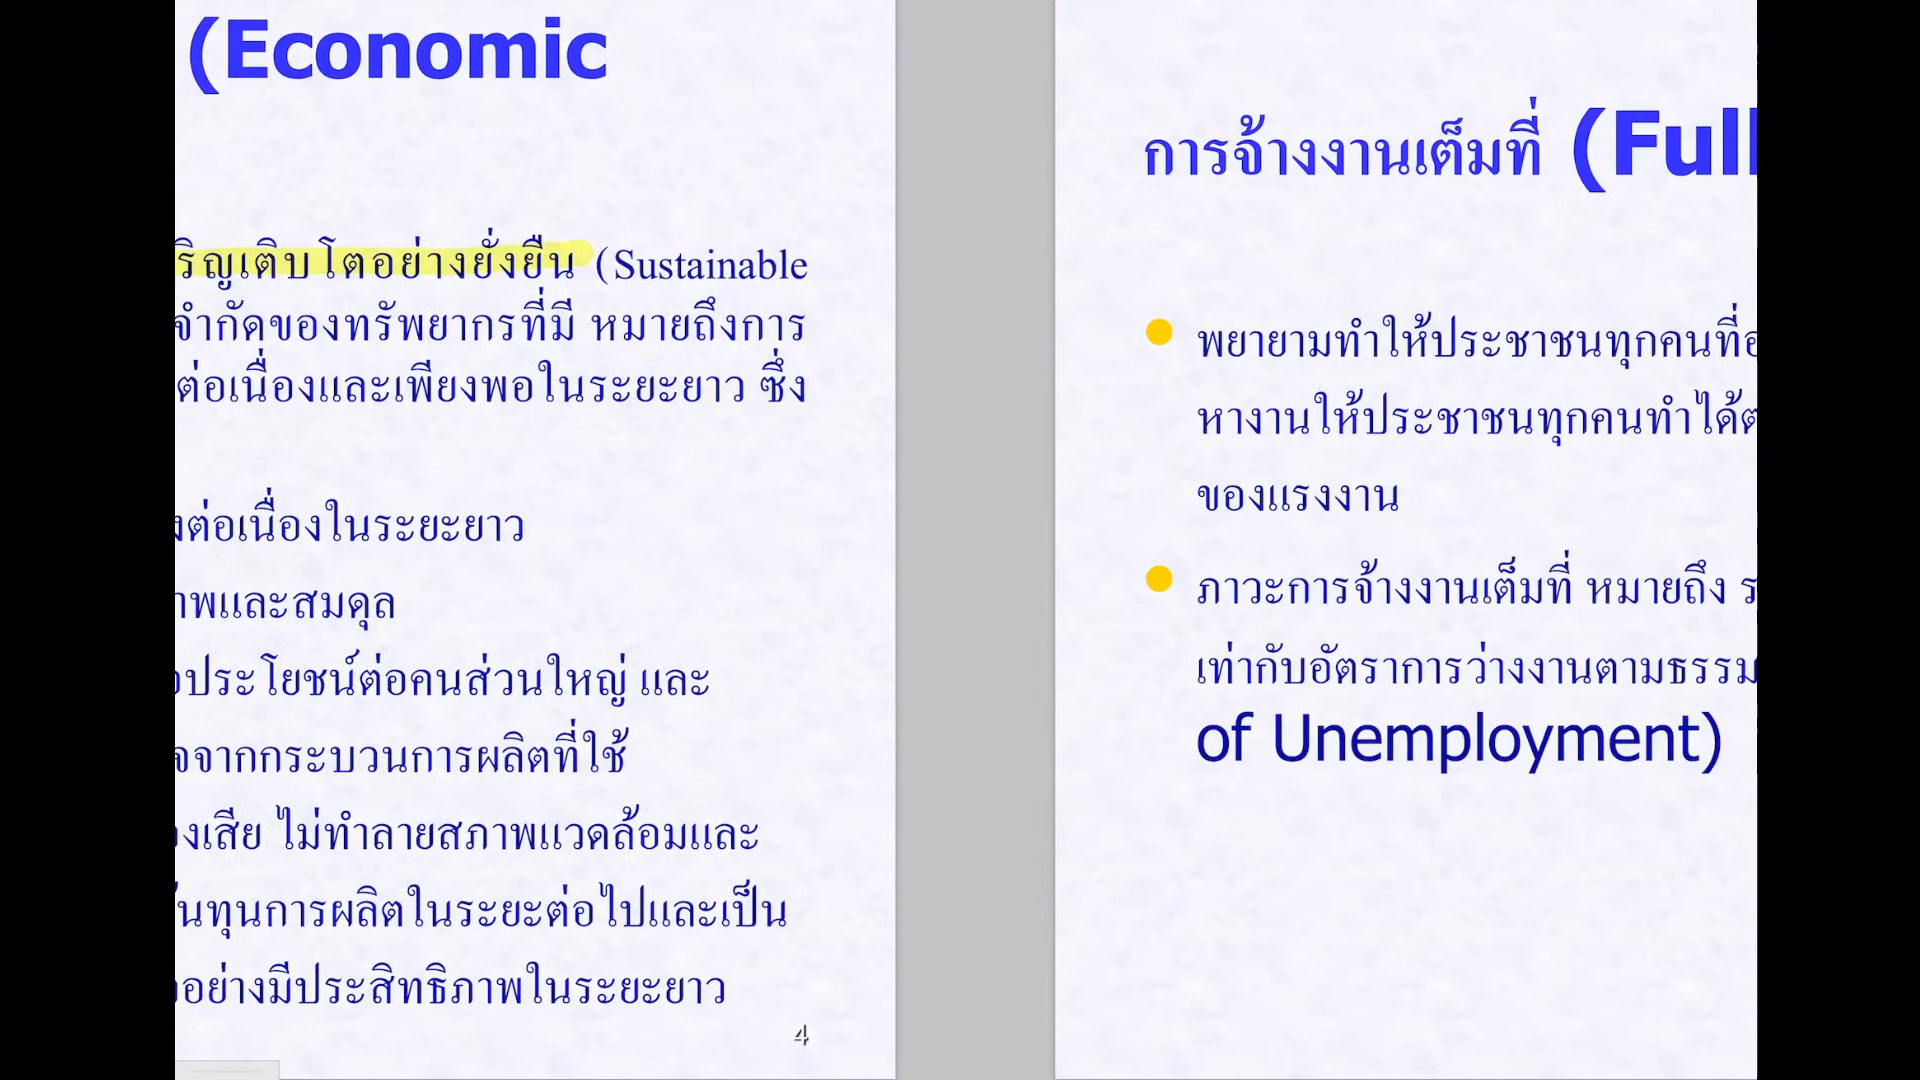 (Economic
ริญเติบโตอย่างยั่งยืน (Sustainable
จำกัดของทรัพยากรที่มี หมายถึงการ
ต่อเนื่องและเพียงพอในระยะยาว ซึ่ง
งต่อเนื่องในระยะยาว
าพและสมดุล
อประโยชน์ต่อคนส่วนใหญ่ และ
จจากกระบวนการผลิตที่ใช้
องเสีย ไม่ทำลายสภาพแวดล้อมและ
้นทุนการผลิตในระยะต่อไปและเป็น
อย่างมีประสิทธิภาพในระยะยาว
4
การจ้างงานเต็มที่ (Full
พยายามทำให้ประชาชนทุกคนที่อ
หางานให้ประชาชนทุกคนทำได้ต
ของแรงงาน
ภาวะการจ้างงานเต็มที่ หมายถึง ร
เท่ากับอัตราการว่างงานตามธรรม
of Unemployment)